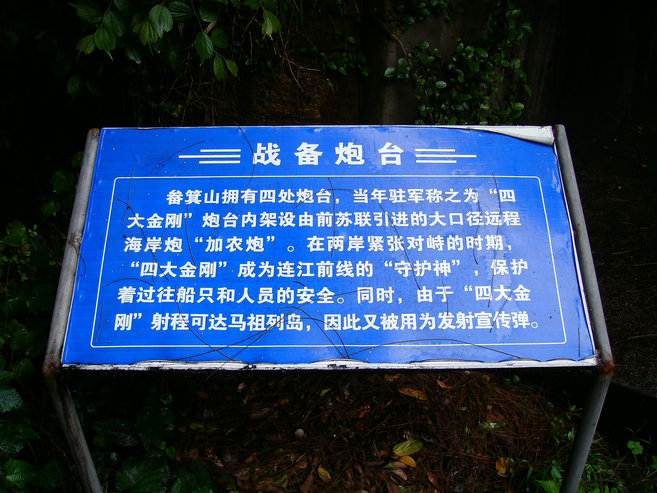 战备炮台
畚箕山拥有四处炮台，当年驻军称之为“四
大金刚”炮台内架设由前苏联引进的大口径远程
海岸炮“加农炮”。在两岸紧张对峙的时期，
“四大金刚”成为连江前线的“守护神”，保护
着过往船只和人员的安全。同时，由于“四大金
刚”射程可达马祖列岛，因此又被用为发射宣传弹。